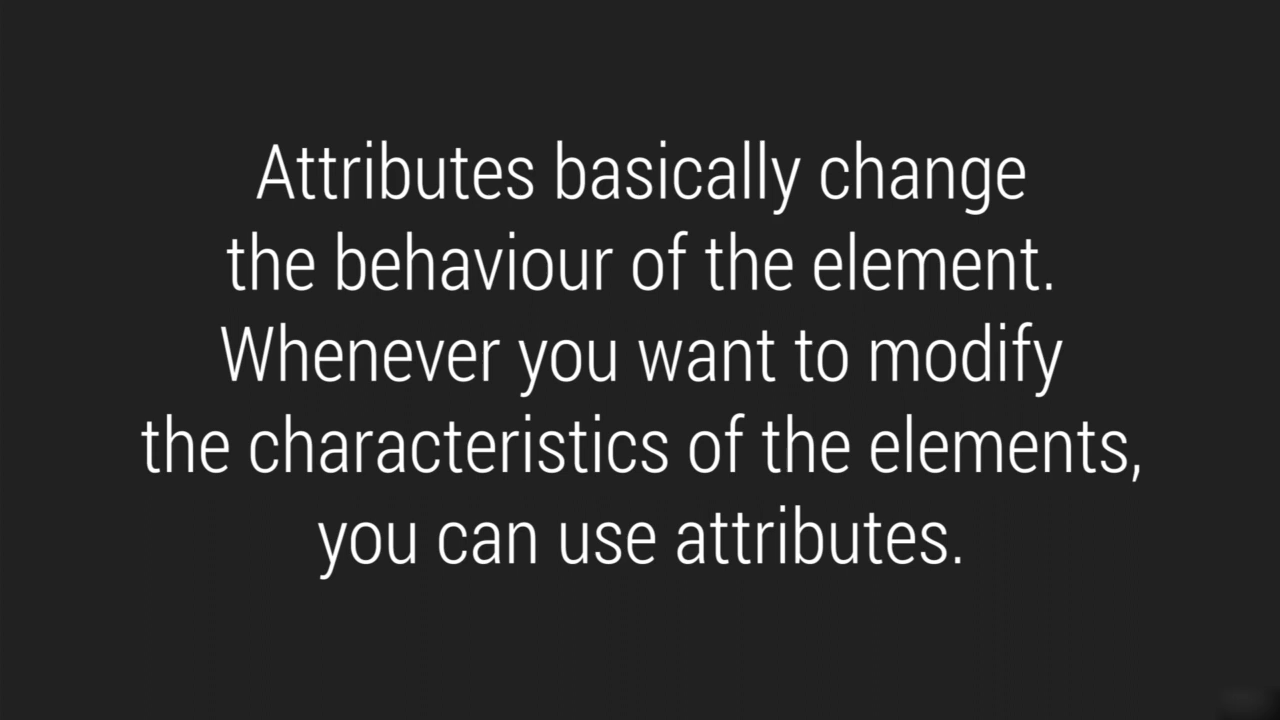 Attributes basically change
the behaviour of the element.
Whenever you want to modify
the characteristics of the elements,
you can use attributes.